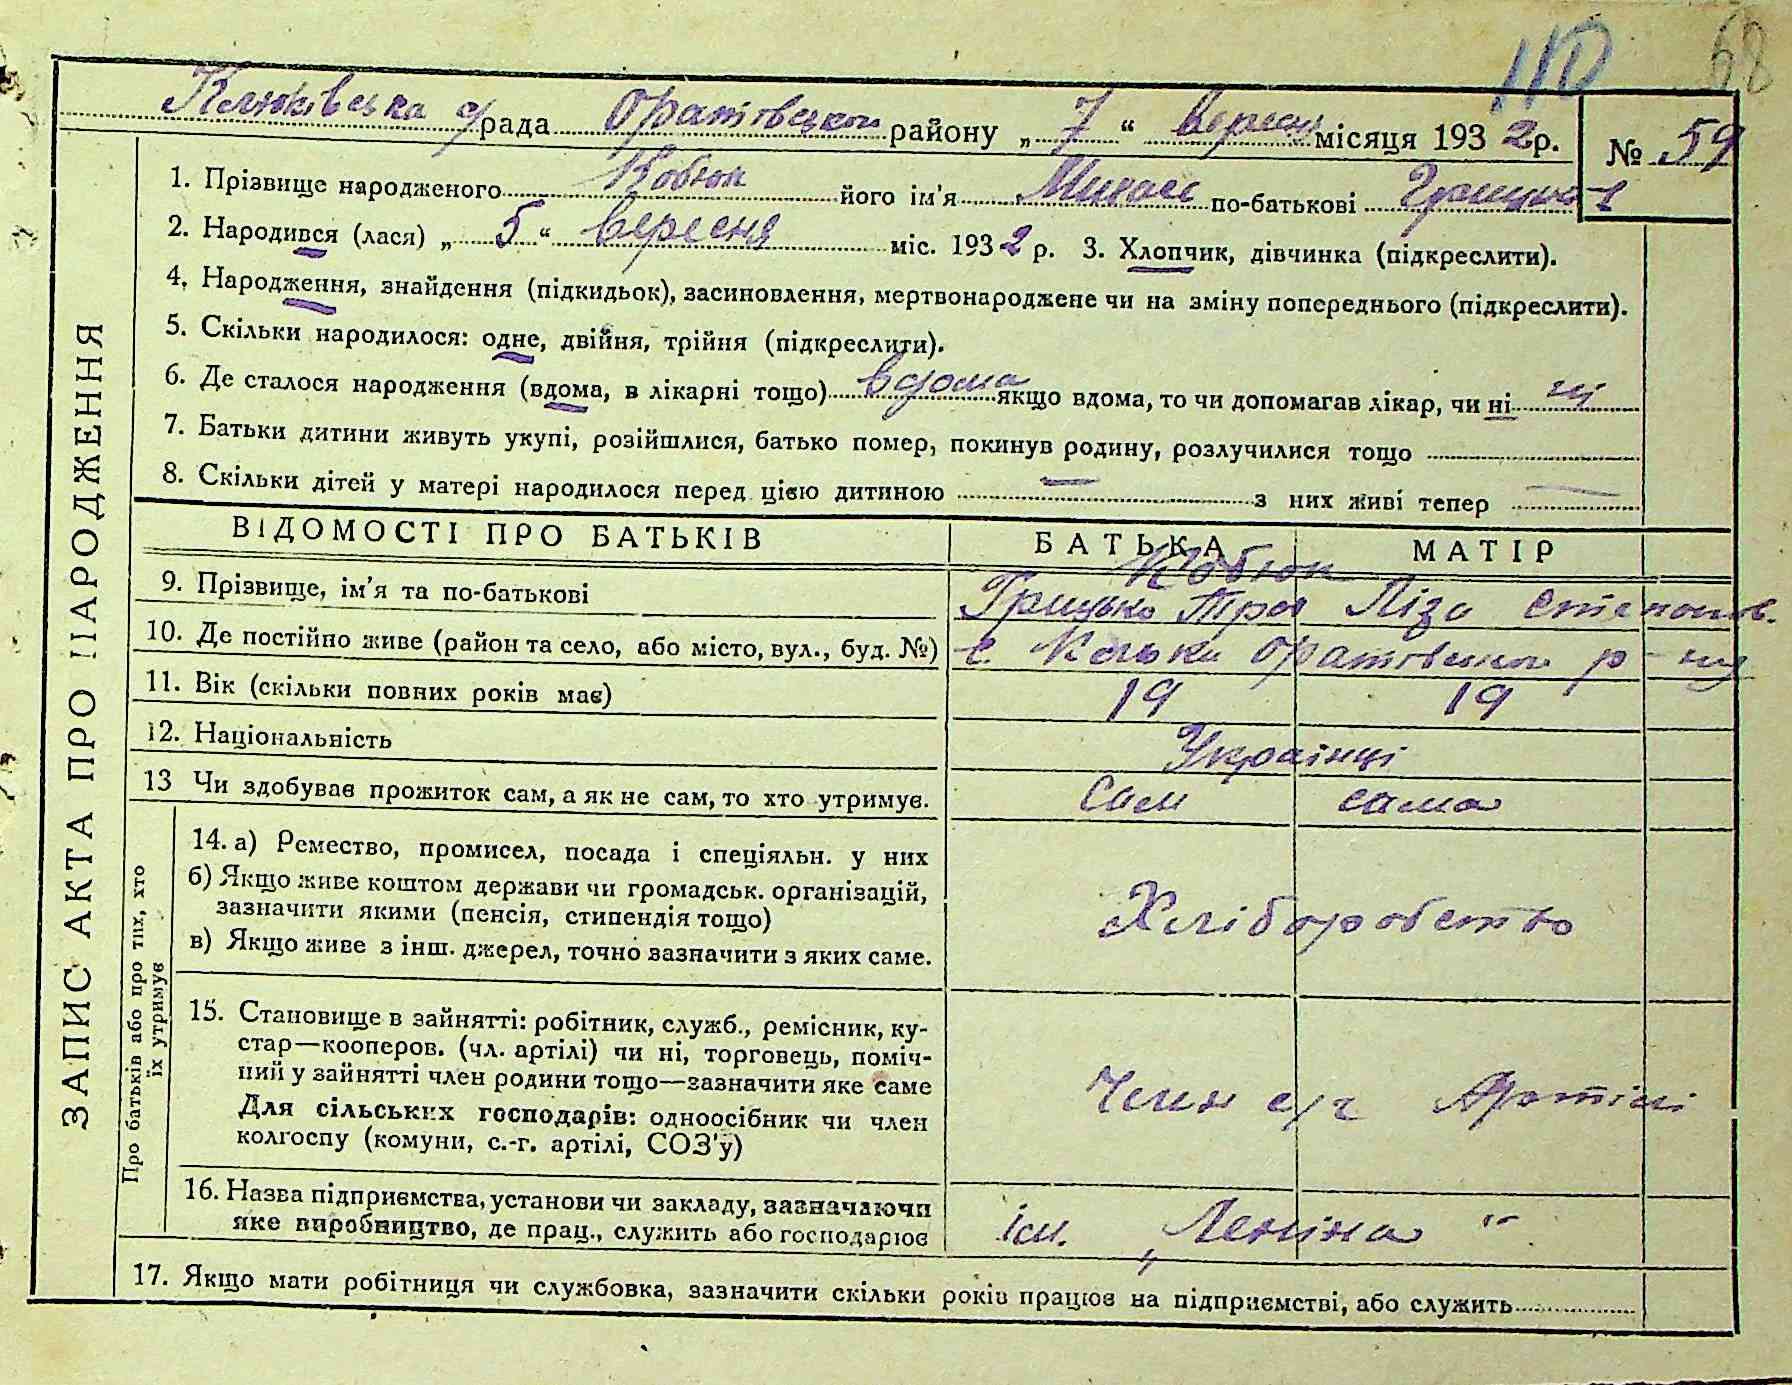 110 68
Клюківська с/рада Оратовського району „ 7 “ вересня місяця 1932 р. № 59
1. Прізвище народженого Кобюк його ім'я Михасі по-батькові Грицьк
2. Народився (лася) „ 5 “ вересня міс. 1932 р. 3. Хлопчик, дівчинка (підкреслити).
4. Народження, знайдення (підкидьок), засиновлення, мертвонароджене чи на зміну попереднього (підкреслити).
5. Скільки народилося: одне, двійня, трійня (підкреслити).
6. Де сталося народження (вдома, в лікарні тощо) вдома якщо вдома, то чи допомагав лікар, чи ні ні
7. Батьки дитини живуть укупі, розійшлися, батько помер, покинув родину, розлучилися тощо
8. Скільки дітей у матері народилося перед цією дитиною — з них живі тепер —
ЗАПИС АКТА ПРО НАРОДЖЕННЯ
ВІДОМОСТІ ПРО БАТЬКІВ БАТЬКА МАТІР
Кобюк
9. Прізвище, ім'я та по-батькові Грицько Тро Ліза Степанов.
10. Де постійно живе (район та село, або місто, вул., буд. №) с. Кальки Оратовського р-ну
11. Вік (скільки повних років має) 19 19
12. Національність Українці
13 Чи здобуває прожиток сам, а як не сам, то хто утримує. Сам сама
Про батьків або про тих, хто
їх утримує
14. а) Ремество, промисел, посада і спеціяльн. у них
б) Якщо живе коштом держави чи громадськ. організацій,
зазначити якими (пенсія, стипендія тощо) Хліборобство
в) Якщо живе з інш. джерел, точно зазначити з яких саме.
15. Становище в зайнятті: робітник, служб., ремісник, ку-
стар—кооперов. (чл. артілі) чи ні, торговець, поміч-
ний у зайнятті член родини тощо—зазначити яке саме
Для сільських господарів: одноосібник чи член
колгоспу (комуни, с.-г. артілі, СОЗ'у) Член с/г Артілі
16. Назва підприємства, установи чи закладу, зазначаючи
яке виробництво, де прац., служить або господарює ім. „Леніна“
17. Якщо мати робітниця чи службовка, зазначити скільки років працює на підприємстві, або служить